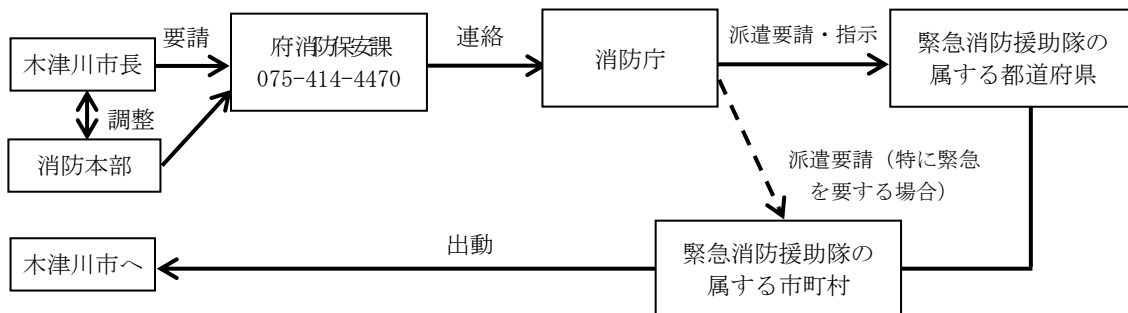 木津川市長
要請
府消防保安課
075-414-4470
連絡
消防庁
派遣要請・指示
緊急消防援助隊の
属する都道府県
調整
消防本部
派遣要請（特に緊急
を要する場合）
木津川市へ
出動
緊急消防援助隊の
属する市町村